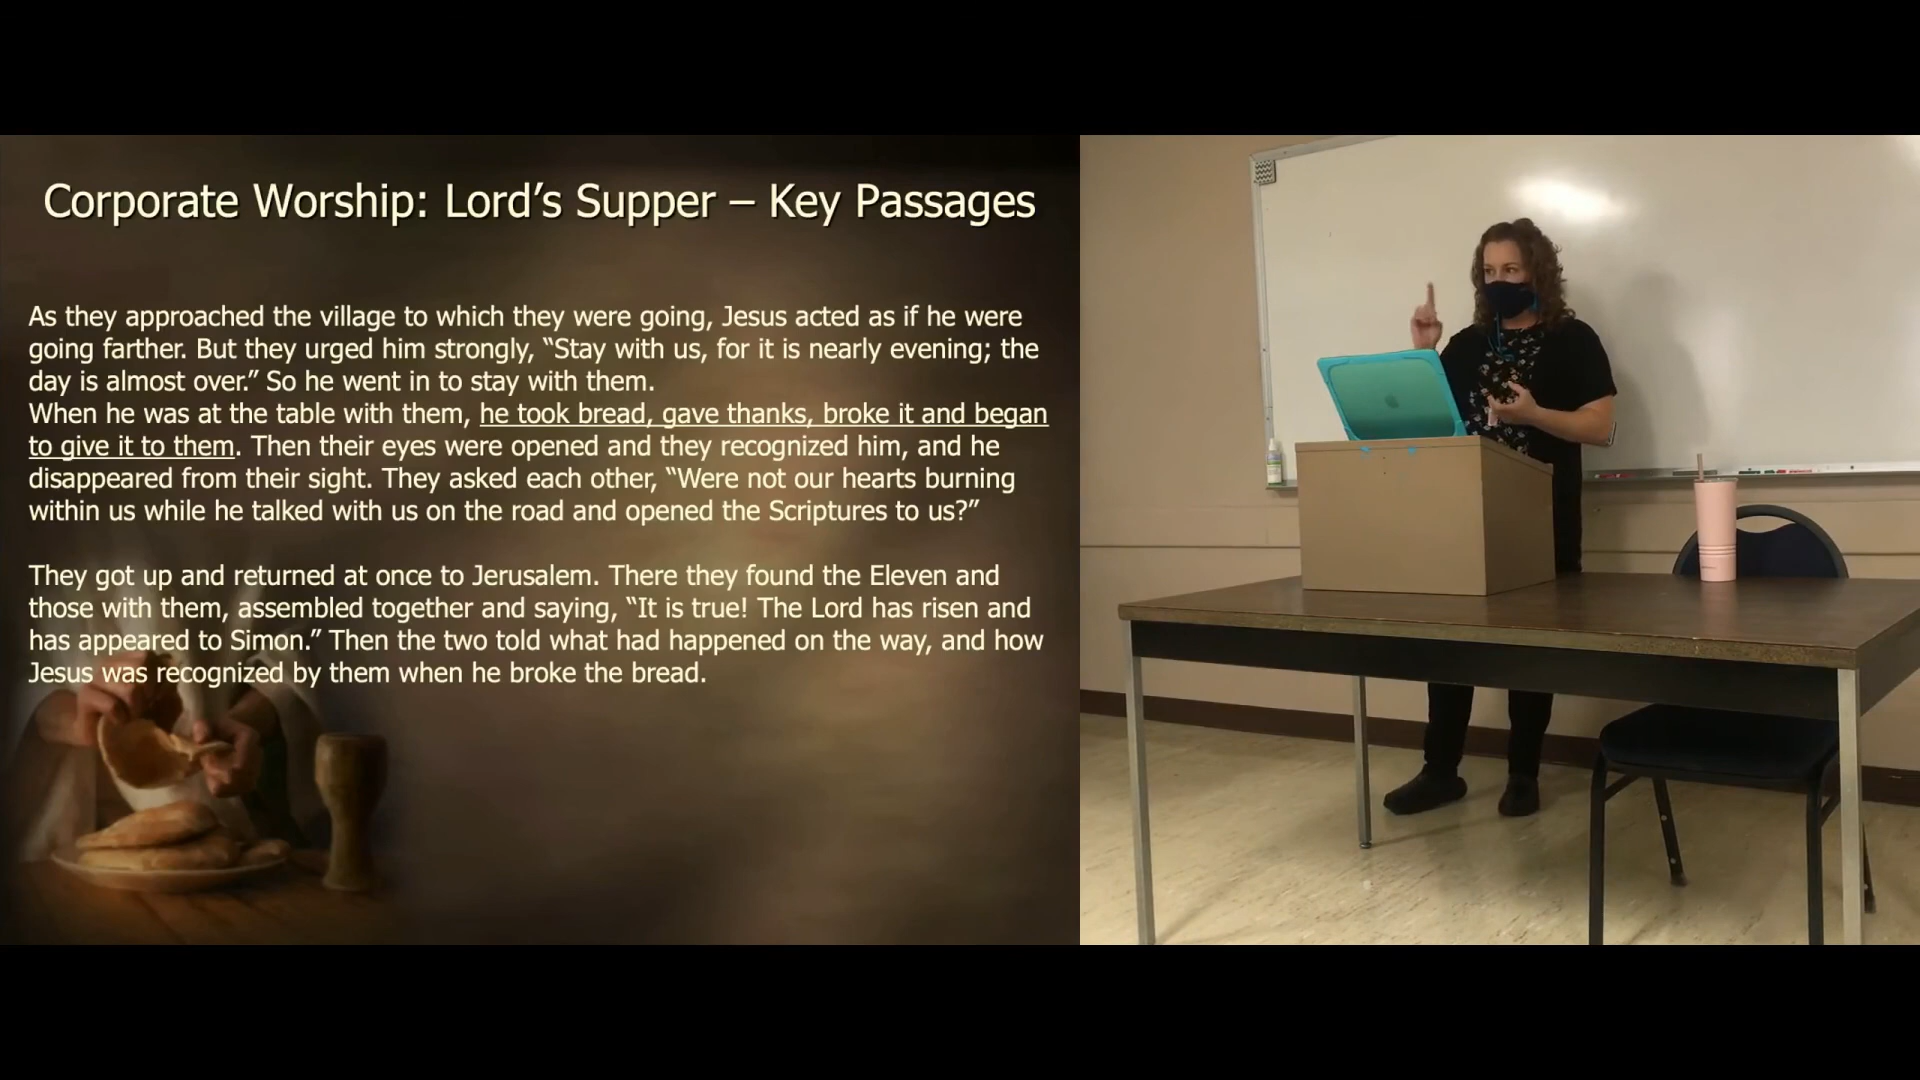 Corporate Worship: Lord’s Supper – Key Passages
As they approached the village to which they were going, Jesus acted as if he were
going farther. But they urged him strongly, “Stay with us, for it is nearly evening; the
day is almost over.” So he went in to stay with them.
When he was at the table with them, he took bread, gave thanks, broke it and began
to give it to them. Then their eyes were opened and they recognized him, and he
disappeared from their sight. They asked each other, “Were not our hearts burning
within us while he talked with us on the road and opened the Scriptures to us?”
They got up and returned at once to Jerusalem. There they found the Eleven and
those with them, assembled together and saying, “It is true! The Lord has risen and
has appeared to Simon.” Then the two told what had happened on the way, and how
Jesus was recognized by them when he broke the bread.